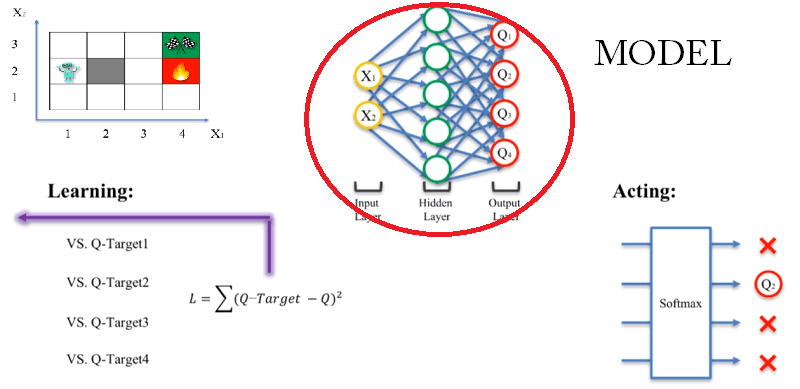 X₂
3
2
1
1 2 3 4 X₁
X₁
X₂
Q₁
Q₂
Q₃
Q₄
Input
Layer
Hidden
Layer
Output
Layer
MODEL
Learning:
VS. Q-Target1
VS. Q-Target2
VS. Q-Target3
VS. Q-Target4
L = ∑(Q−Target − Q)²
Acting:
Softmax
Q₂